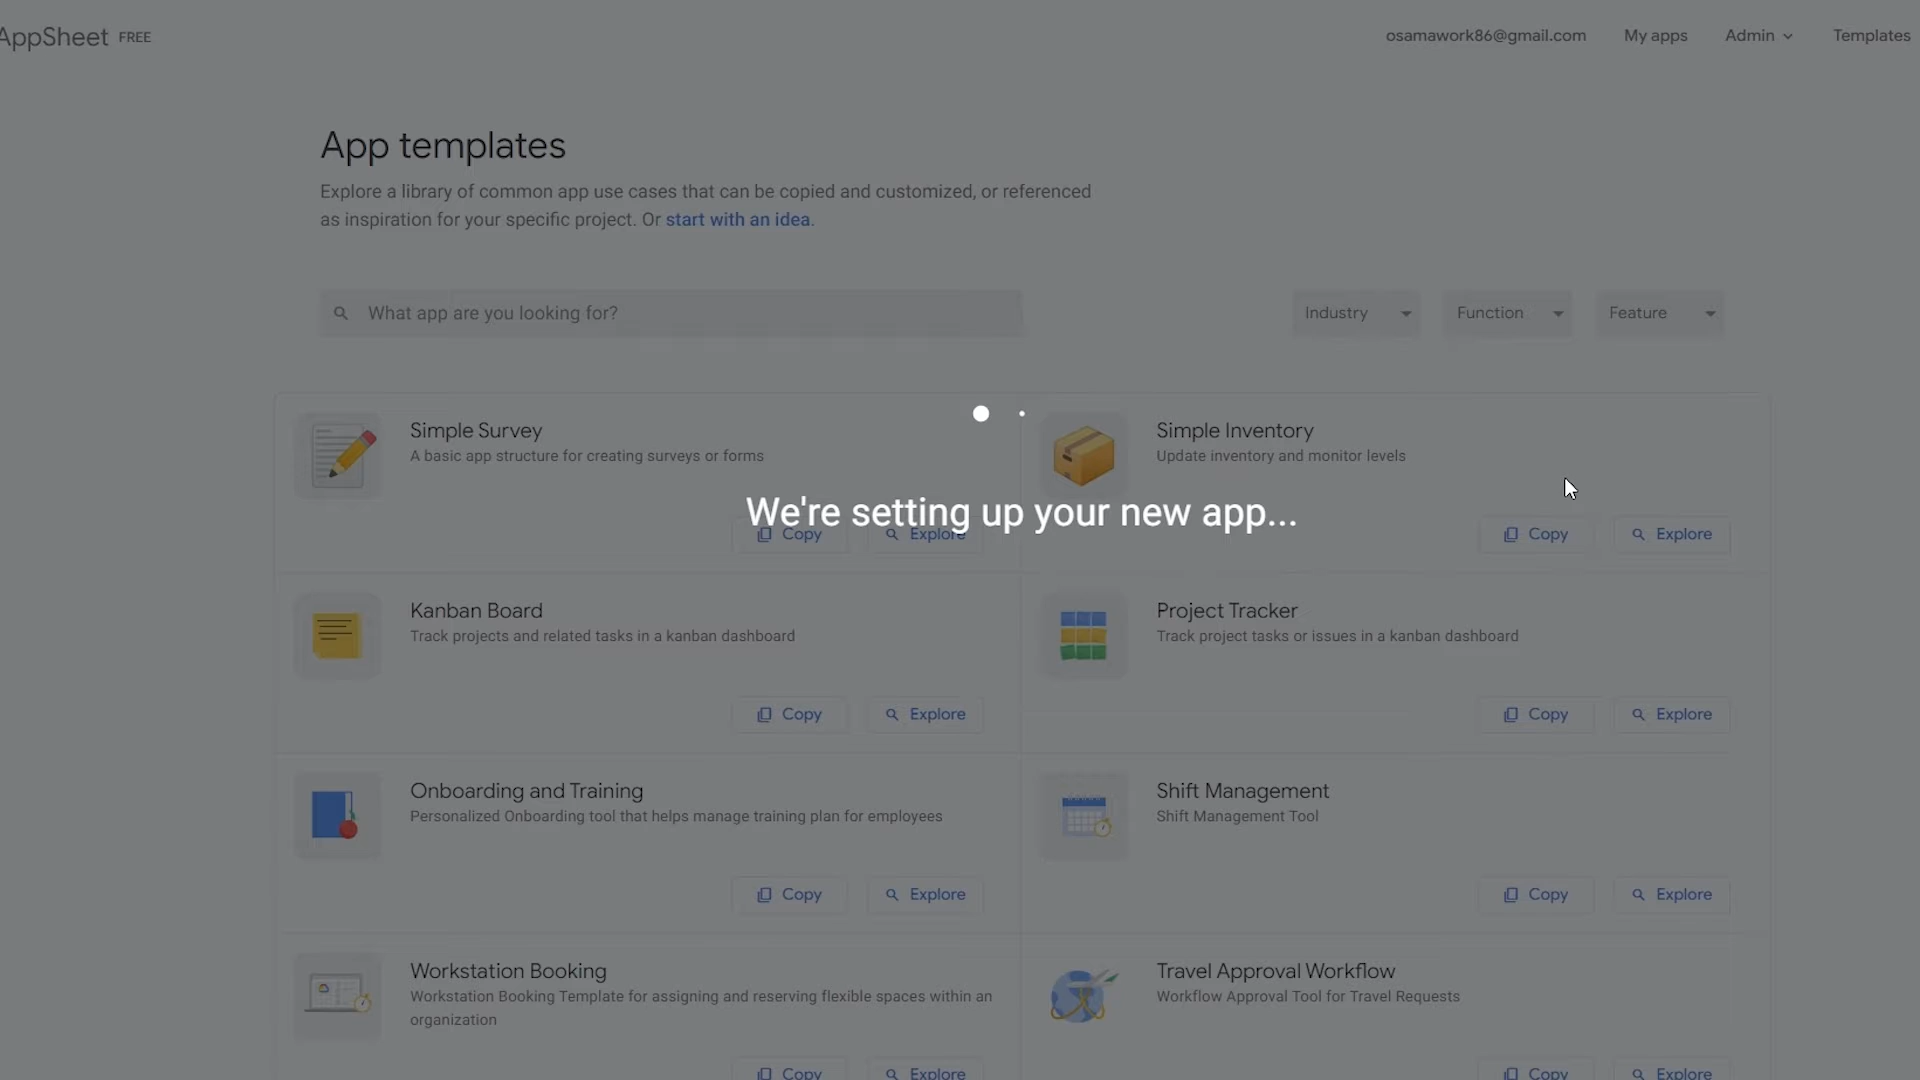 AppSheet FREE
osamawork86@gmail.com My apps Admin Templates
App templates
Explore a library of common app use cases that can be copied and customized, or referenced
as inspiration for your specific project. Or start with an idea.
What app are you looking for?
Industry Function Feature
Simple Survey
A basic app structure for creating surveys or forms
Copy Explore
Simple Inventory
Update inventory and monitor levels
Copy Explore
We're setting up your new app...
Kanban Board
Track projects and related tasks in a kanban dashboard
Copy Explore
Project Tracker
Track project tasks or issues in a kanban dashboard
Copy Explore
Onboarding and Training
Personalized Onboarding tool that helps manage training plan for employees
Copy Explore
Shift Management
Shift Management Tool
Copy Explore
Workstation Booking
Workstation Booking Template for assigning and reserving flexible spaces within an
organization
Copy Explore
Travel Approval Workflow
Workflow Approval Tool for Travel Requests
Copy Explore